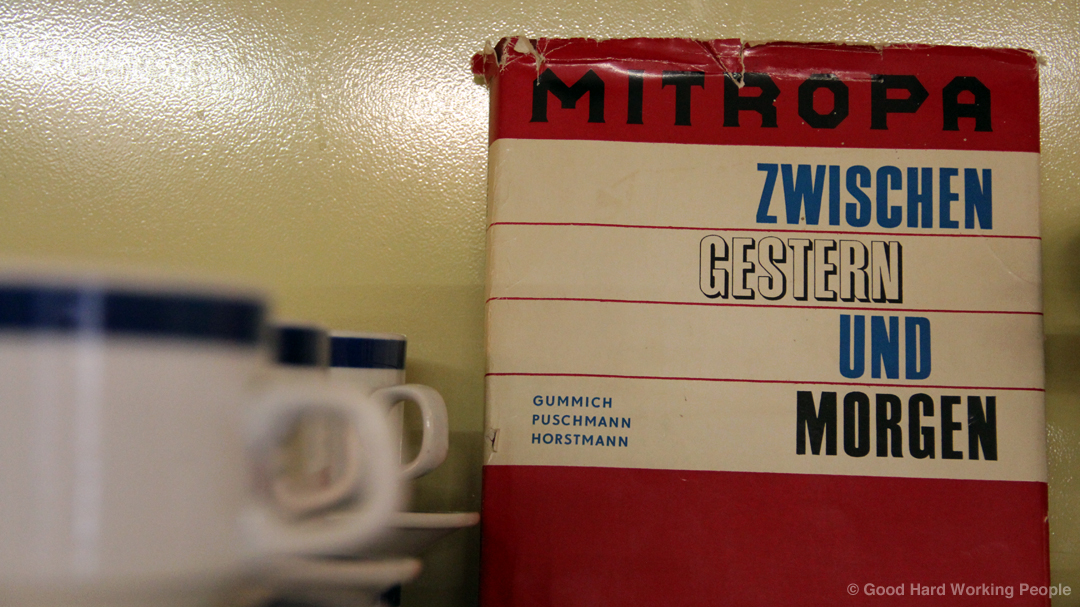 MITROPA
ZWISCHEN
GESTERN
UND
MORGEN
GUMMICH
PUSCHMANN
HORSTMANN
© Good Hard Working People